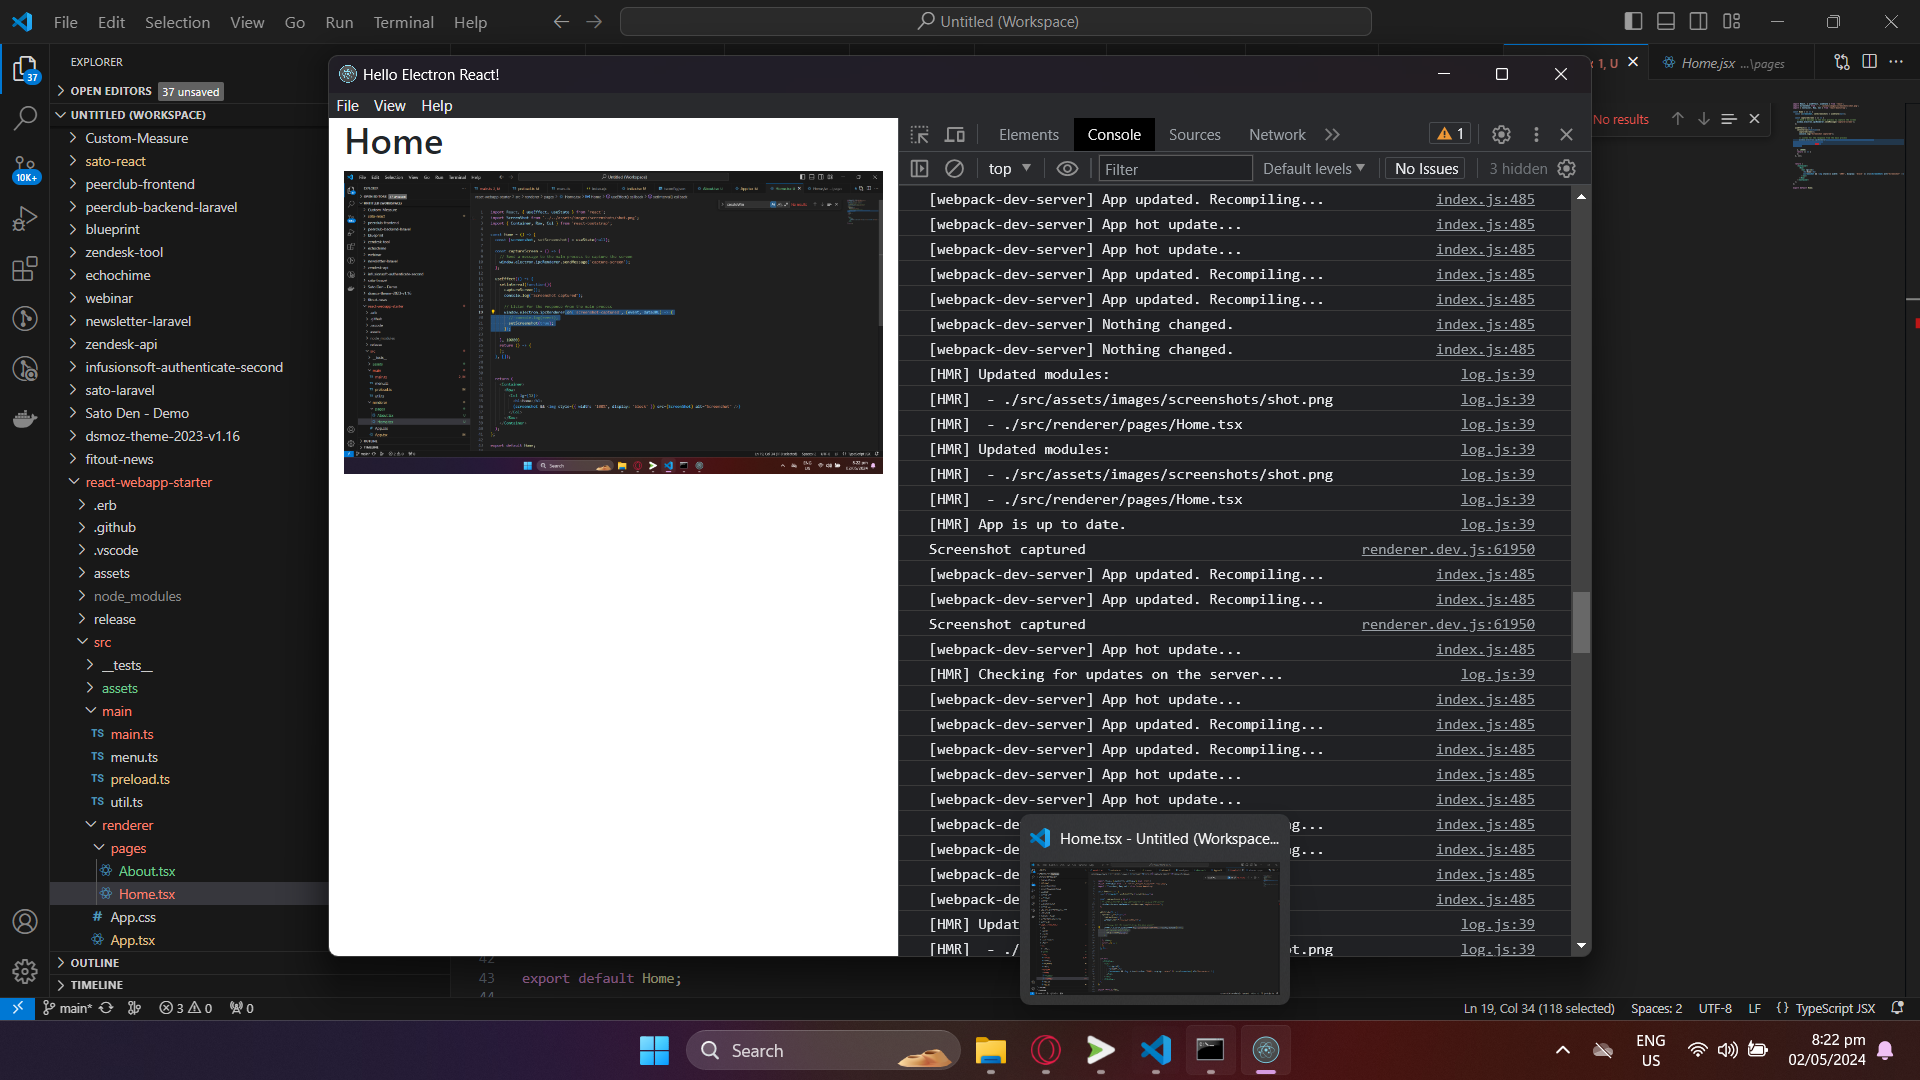 File Edit Selection View Go Run Terminal Help
Untitled (Workspace)
EXPLORER
OPEN EDITORS 37 unsaved
UNTITLED (WORKSPACE)
Custom-Measure
sato-react
peerclub-frontend
peerclub-backend-laravel
blueprint
zendesk-tool
echochime
webinar
newsletter-laravel
zendesk-api
infusionsoft-authenticate-second
sato-laravel
Sato Den - Demo
dsmoz-theme-2023-v1.16
fitout-news
react-webapp-starter
.erb
.github
.vscode
assets
node_modules
release
src
__tests__
assets
main
TS main.ts
TS menu.ts
TS preload.ts
TS util.ts
renderer
pages
About.tsx
Home.tsx
# App.css
App.tsx
OUTLINE
TIMELINE
37
10K+
1, U
Home.jsx ...\pages
No results
Hello Electron React!
File View Help
Home
Elements Console Sources Network 1
top Filter Default levels No Issues 3 hidden
[webpack-dev-server] App updated. Recompiling... index.js:485
[webpack-dev-server] App hot update... index.js:485
[webpack-dev-server] App hot update... index.js:485
[webpack-dev-server] App updated. Recompiling... index.js:485
[webpack-dev-server] App updated. Recompiling... index.js:485
[webpack-dev-server] Nothing changed. index.js:485
[webpack-dev-server] Nothing changed. index.js:485
[HMR] Updated modules: log.js:39
[HMR]  - ./src/assets/images/screenshots/shot.png log.js:39
[HMR]  - ./src/renderer/pages/Home.tsx log.js:39
[HMR] Updated modules: log.js:39
[HMR]  - ./src/assets/images/screenshots/shot.png log.js:39
[HMR]  - ./src/renderer/pages/Home.tsx log.js:39
[HMR] App is up to date. log.js:39
Screenshot captured renderer.dev.js:61950
[webpack-dev-server] App updated. Recompiling... index.js:485
[webpack-dev-server] App updated. Recompiling... index.js:485
Screenshot captured renderer.dev.js:61950
[webpack-dev-server] App hot update... index.js:485
[HMR] Checking for updates on the server... log.js:39
[webpack-dev-server] App hot update... index.js:485
[webpack-dev-server] App updated. Recompiling... index.js:485
[webpack-dev-server] App updated. Recompiling... index.js:485
[webpack-dev-server] App hot update... index.js:485
[webpack-dev-server] App hot update... index.js:485
[webpack-de ng... index.js:485
[webpack-de ng... index.js:485
[webpack-de index.js:485
[webpack-de index.js:485
[HMR] Updat log.js:39
[HMR]  - ./ hot.png log.js:39
Home.tsx - Untitled (Workspace...
42
43 export default Home;
44
main* 3 0 0
Ln 19, Col 34 (118 selected) Spaces: 2 UTF-8 LF {} TypeScript JSX
Search
ENG
US
8:22 pm
02/05/2024